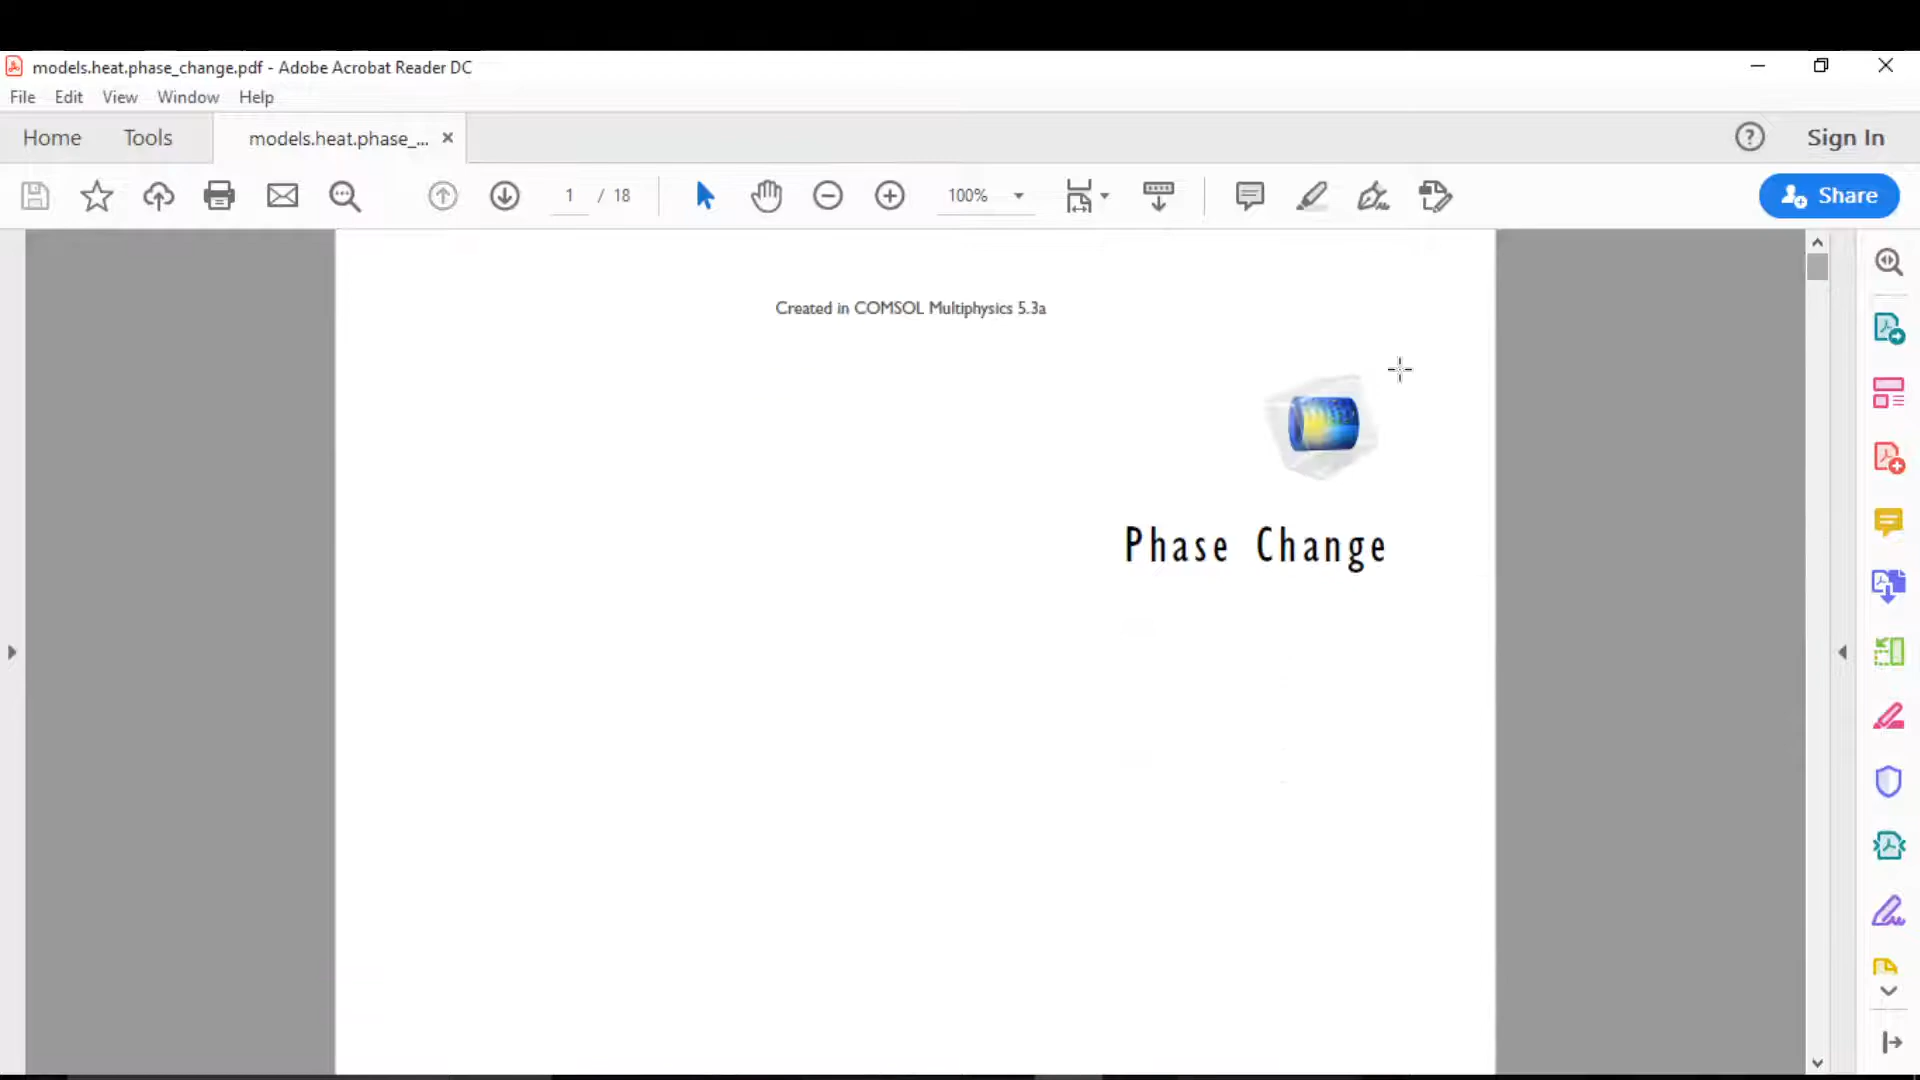 models.heat.phase_change.pdf - Adobe Acrobat Reader DC
File Edit View Window Help
Home Tools models.heat.phase_... Sign In
1 / 18 100% Share
Created in COMSOL Multiphysics 5.3a
Phase Change